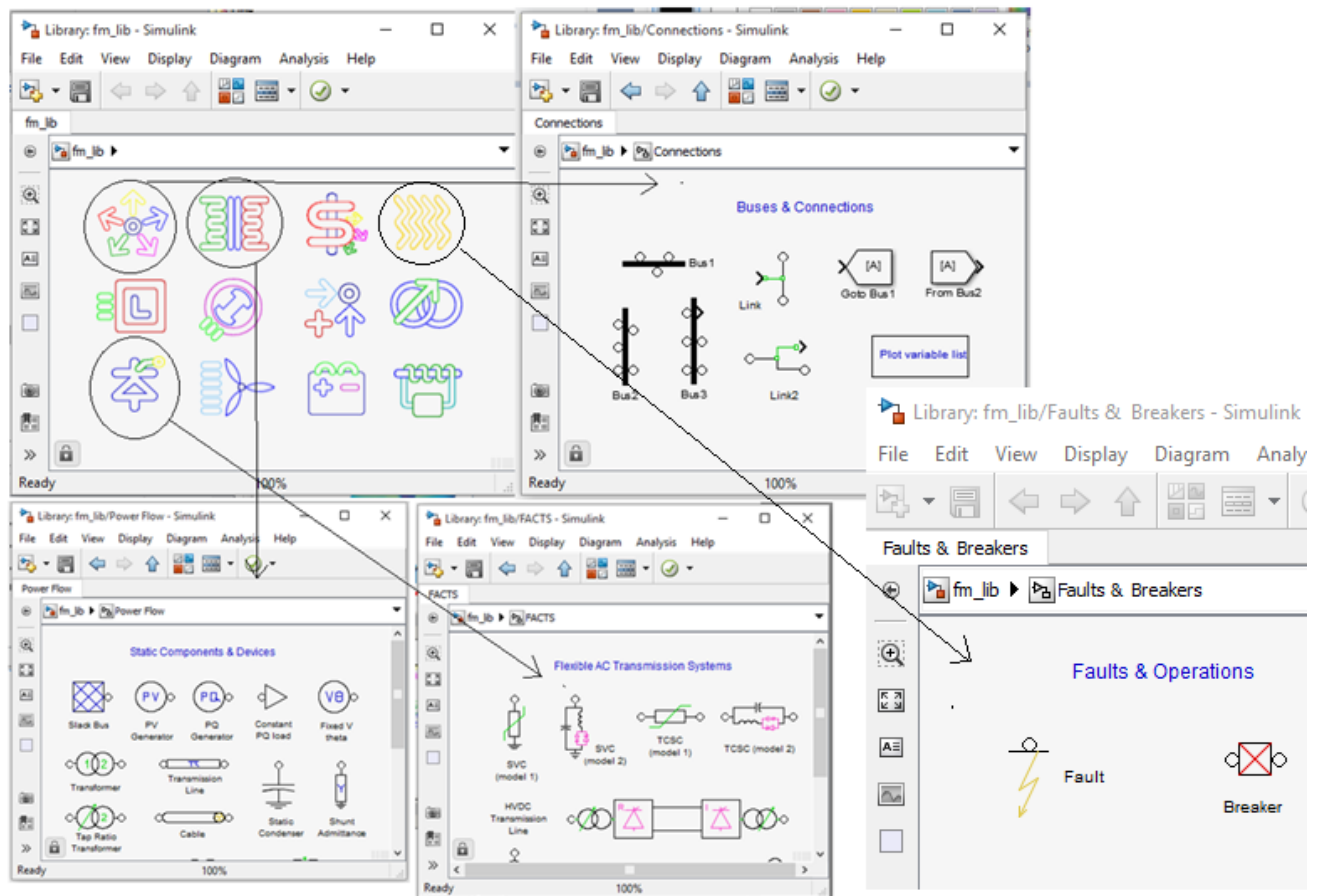 Library: fm_lib - Simulink
File Edit View Display Diagram Analysis Help
fm_lib
fm_lib
L
Ready
100%
Library: fm_lib/Connections - Simulink
File Edit View Display Diagram Analysis Help
Connections
fm_lib Connections
Buses & Connections
Bus1
Link
[A]
Goto Bus1
[A]
From Bus2
Bus2
Bus3
Link2
Plot variable list
Ready
100%
Library: fm_lib/Power Flow - Simulink
File Edit View Display Diagram Analysis Help
Power Flow
fm_lib Power Flow
Static Components & Devices
PV
PQ
Vθ
Slack Bus
PV
Generator
PQ
Generator
Constant
PQ load
Fixed V
theta
1 2
Transformer
π
Transmission
Line
Static
Condenser
Y
Shunt
Admittance
2
Tap Ratio
Transformer
Cable
Ready
100%
Library: fm_lib/FACTS - Simulink
File Edit View Display Diagram Analysis Help
FACTS
fm_lib FACTS
Flexible AC Transmission Systems
SVC
(model 1)
SVC
(model 2)
TCSC
(model 1)
TCSC (model 2)
HVDC
Transmission
Line
R
I
Ready
100%
Library: fm_lib/Faults & Breakers - Simulink
File Edit View Display Diagram Analy
Faults & Breakers
fm_lib Faults & Breakers
Faults & Operations
Fault
Breaker